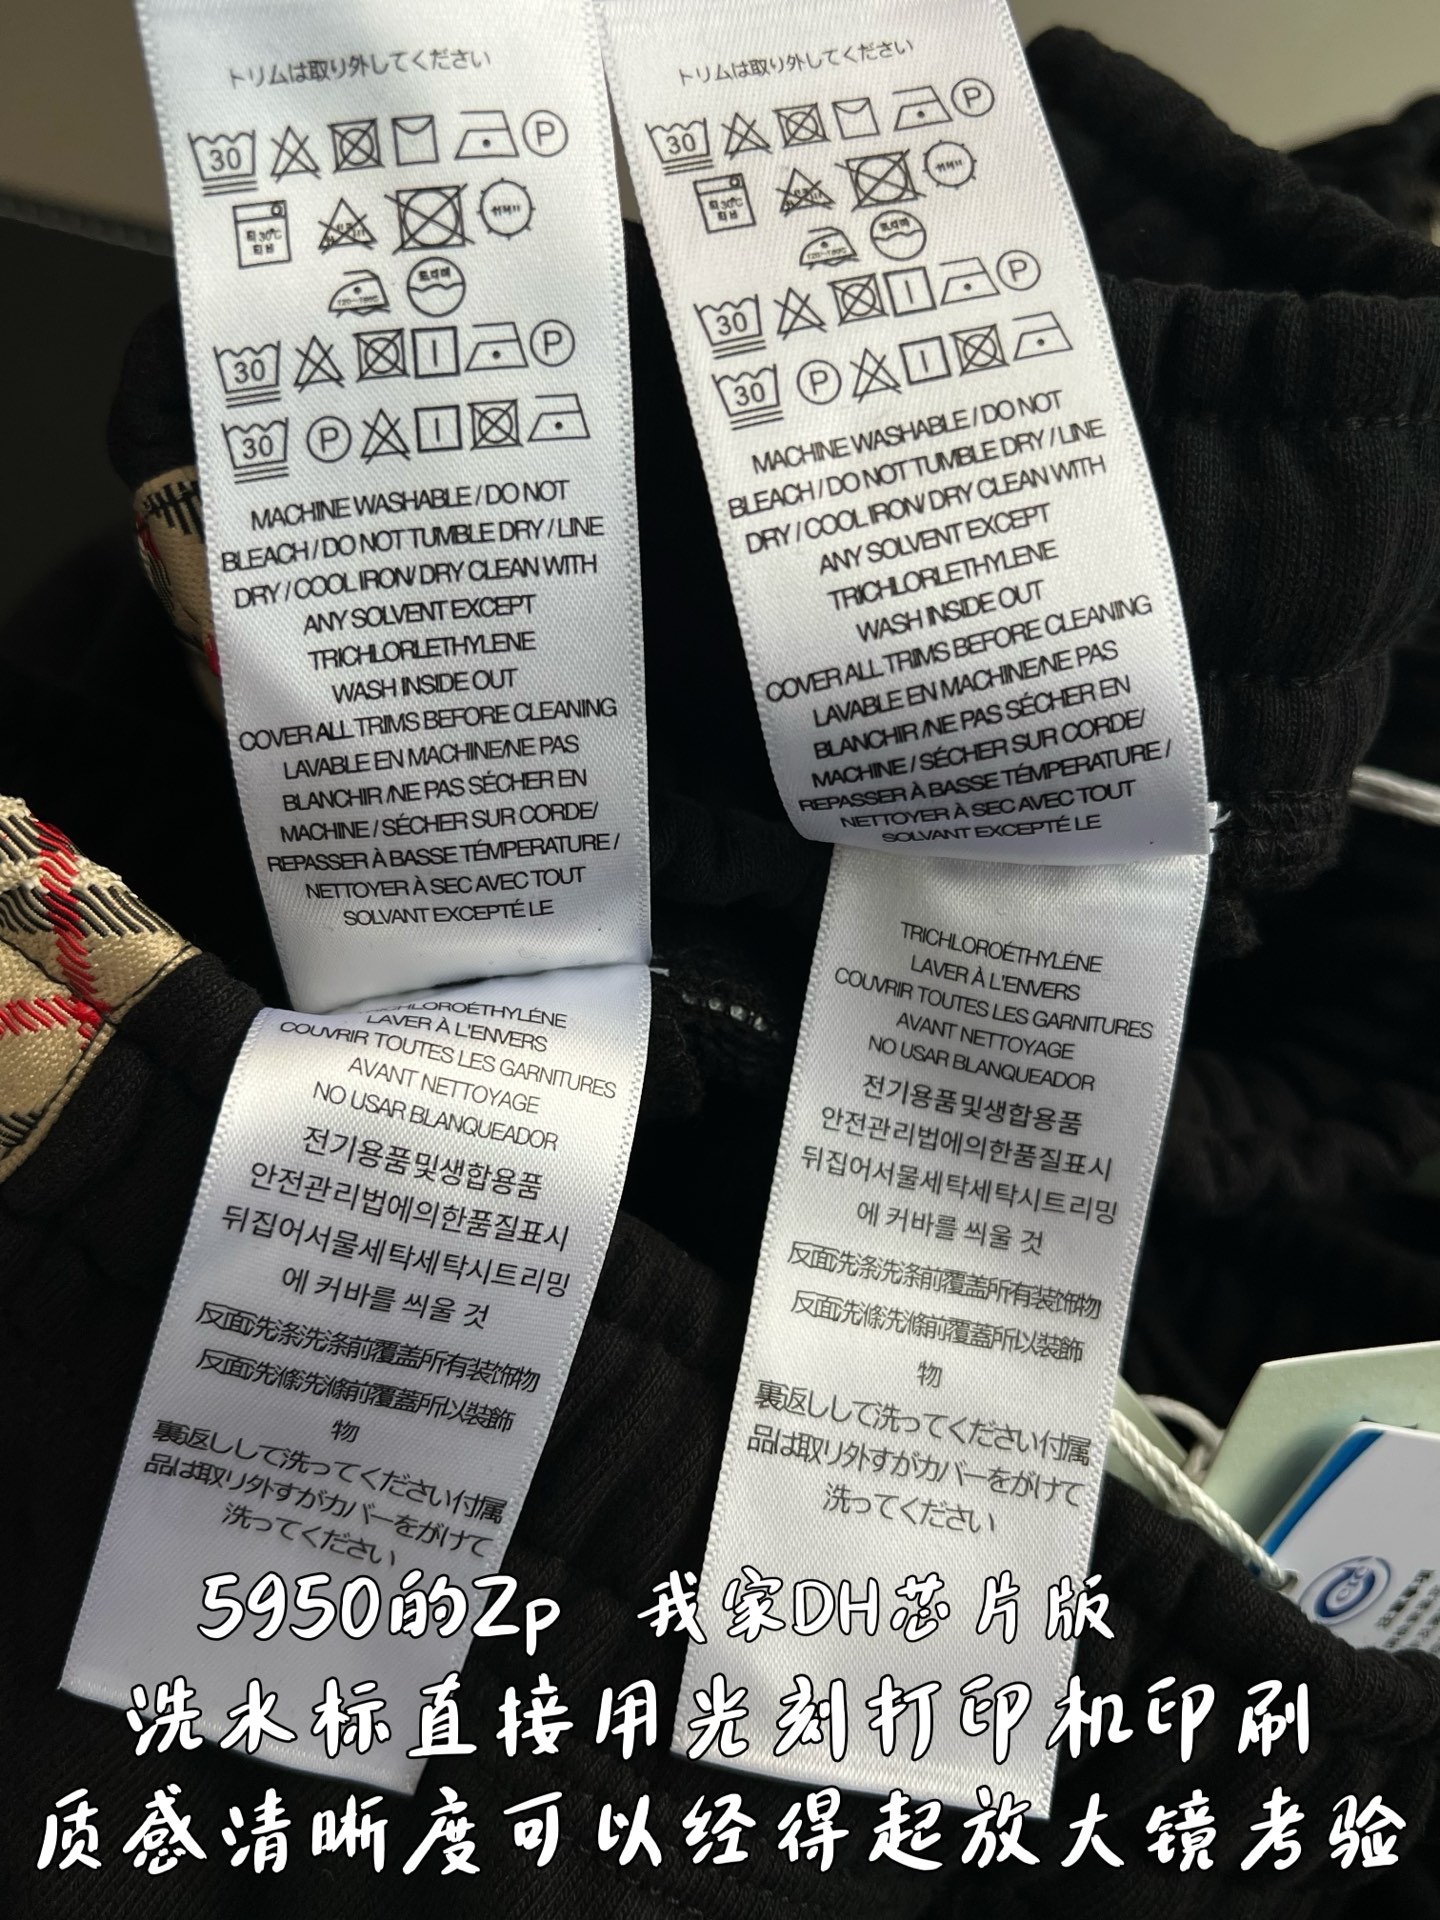 トリムは取り外してください
30
P
30℃
120~160℃
30
P
30
P
MACHINE WASHABLE / DO NOT
BLEACH / DO NOT TUMBLE DRY / LINE
DRY / COOL IRON/ DRY CLEAN WITH
ANY SOLVENT EXCEPT
TRICHLORLETHYLENE
WASH INSIDE OUT
COVER ALL TRIMS BEFORE CLEANING
LAVABLE EN MACHINE/NE PAS
BLANCHIR /NE PAS SÉCHER EN
MACHINE / SÉCHER SUR CORDE/
REPASSER À BASSE TÉMPERATURE /
NETTOYER À SEC AVEC TOUT
SOLVANT EXCEPTÉ LE
LAVER À L'ENVERS
COUVRIR TOUTES LES GARNITURES
AVANT NETTOYAGE
NO USAR BLANQUEADOR
전기용품및생합용품
안전관리법에의한품질표시
뒤집어서물세탁세탁시트리밍
에 커바를 씌울 것
反面洗涤洗涤前覆盖所有装饰物
反面洗滌洗滌前覆蓋所以裝飾
物
裏返しして洗ってください付属
品は取り外すがカバーをがけて
洗ってください
トリムは取り外してください
30
P
30
P
30
P
MACHINE WASHABLE / DO NOT
BLEACH / DO NOT TUMBLE DRY / LINE
DRY / COOL IRON/ DRY CLEAN WITH
ANY SOLVENT EXCEPT
TRICHLORLETHYLENE
WASH INSIDE OUT
COVER ALL TRIMS BEFORE CLEANING
LAVABLE EN MACHINE/NE PAS
BLANCHIR /NE PAS SÉCHER EN
MACHINE / SÉCHER SUR CORDE/
REPASSER À BASSE TÉMPERATURE /
NETTOYER À SEC AVEC TOUT
SOLVANT EXCEPTÉ LE
TRICHLOROÉTHYLÉNE
LAVER À L'ENVERS
COUVRIR TOUTES LES GARNITURES
AVANT NETTOYAGE
NO USAR BLANQUEADOR
전기용품및생합용품
안전관리법에의한품질표시
뒤집어서물세탁세탁시트리밍
에 커바를 씌울 것
反面洗涤洗涤前覆盖所有装饰物
反面洗滌洗滌前覆蓋所以裝飾
物
裏返しして洗ってください付属
品は取り外すがカバーをがけて
洗ってください
5950的Zp 我家DH芯片版
洗水标直接用光刻打印机印刷
质感清晰度可以经得起放大镜考验